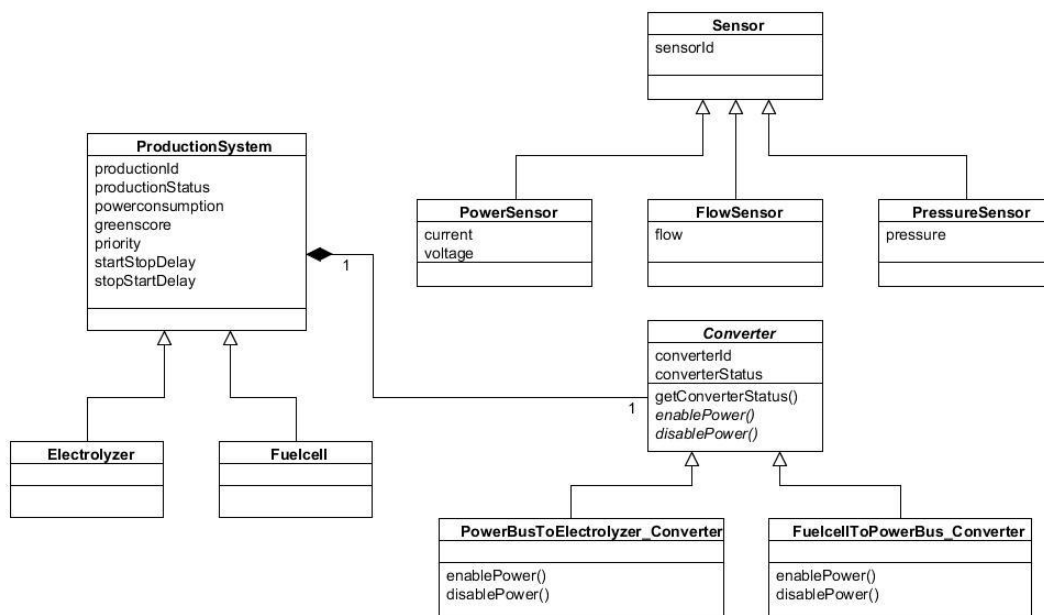 Sensor
sensorId
ProductionSystem
productionId
productionStatus
powerconsumption
greenscore
priority
startStopDelay
stopStartDelay
1
PowerSensor
current
voltage
FlowSensor
flow
PressureSensor
pressure
Converter
converterId
converterStatus
getConverterStatus()
enablePower()
disablePower()
1
Electrolyzer
Fuelcell
PowerBusToElectrolyzer_Converter
enablePower()
disablePower()
FuelcellToPowerBus_Converter
enablePower()
disablePower()